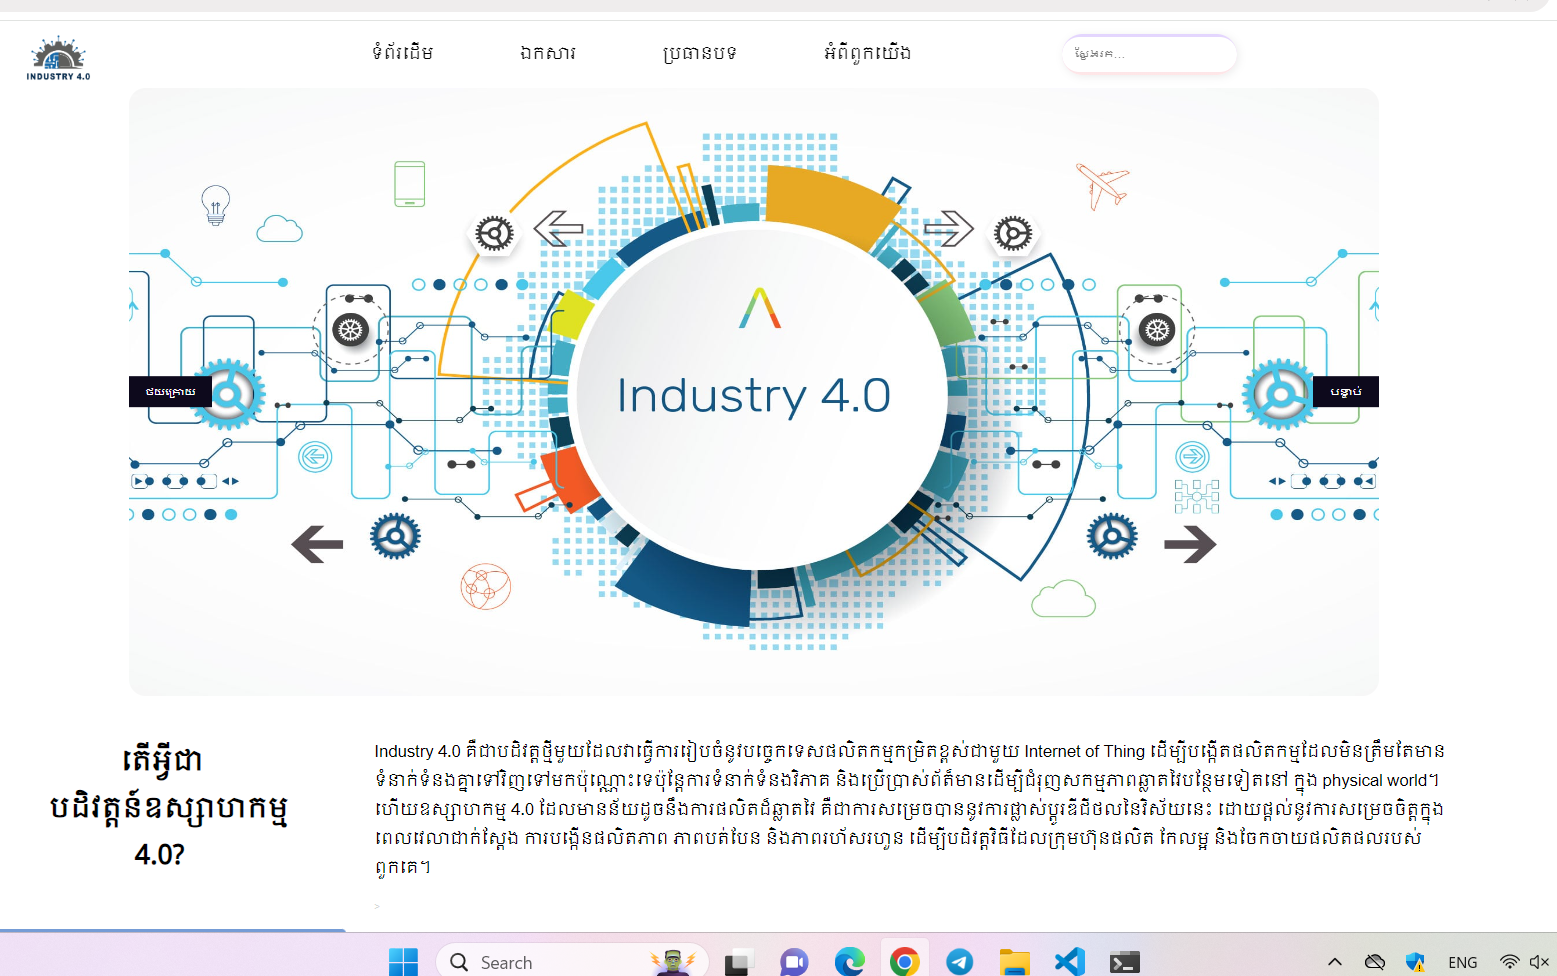 INDUSTRY 4.0
ទំព័រដើម
ឯកសារ
ប្រធានបទ
អំពីពួកយើង
ស្វែងរក...
Industry 4.0
ថយក្រោយ
បន្ទាប់
តើអ្វីជា
បដិវត្តន៍ឧស្សាហកម្ម
4.0?
Industry 4.0 គឺជាបដិវត្តថ្មីមួយដែលវាធ្វើការរៀបចំនូវបច្ចេកទេសផលិតកម្មកម្រិតខ្ពស់ជាមួយ Internet of Thing ដើម្បីបង្កើតផលិតកម្មដែលមិនត្រឹមតែមាន
ទំនាក់ទំនងគ្នាទៅវិញទៅមកប៉ុណ្ណោះទេប៉ុន្តែការទំនាក់ទំនងវិភាគ និងប្រើប្រាស់ព័ត៌មានដើម្បីជំរុញសកម្មភាពឆ្លាតវៃបន្ថែមទៀតនៅ ក្នុង physical world។
ហើយឧស្សាហកម្ម 4.0 ដែលមានន័យដូចនឹងការផលិតដ៏ឆ្លាតវៃ គឺជាការសម្រេចបាននូវការផ្លាស់ប្តូរឌីជីថលនៃវិស័យនេះ ដោយផ្តល់នូវការសម្រេចចិត្តក្នុង
ពេលវេលាជាក់ស្តែង ការបង្កើនផលិតភាព ភាពបត់បែន និងភាពរហ័សរហួន ដើម្បីបដិវត្តវិធីដែលក្រុមហ៊ុនផលិត កែលម្អ និងចែកចាយផលិតផលរបស់
ពួកគេ។
>
Search
ENG